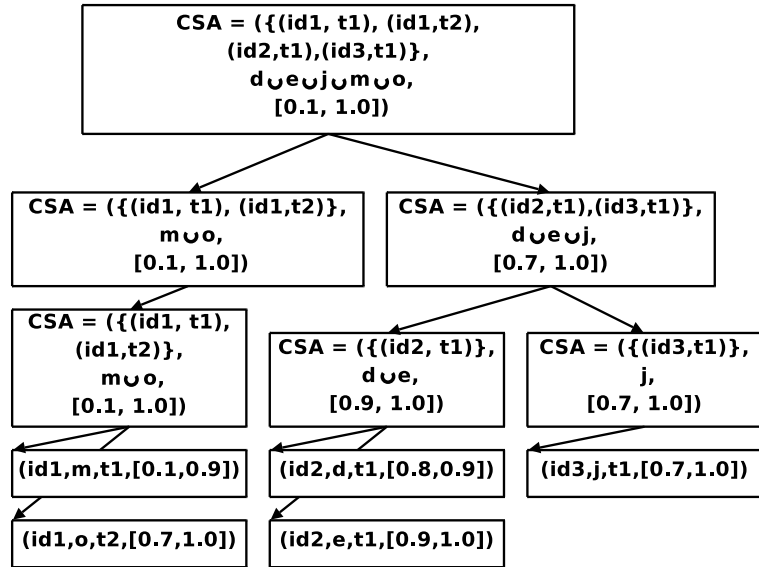 CSA = ({(id1, t1), (id1,t2),
(id2,t1),(id3,t1)},
d∪e∪j∪m∪o,
[0.1, 1.0])
CSA = ({(id1, t1), (id1,t2)},
m∪o,
[0.1, 1.0])
CSA = ({(id2,t1),(id3,t1)},
d∪e∪j,
[0.7, 1.0])
CSA = ({(id1, t1),
(id1,t2)},
m∪o,
[0.1, 1.0])
CSA = ({(id2, t1)},
d∪e,
[0.9, 1.0])
CSA = ({(id3,t1)},
j,
[0.7, 1.0])
(id1,m,t1,[0.1,0.9])
(id2,d,t1,[0.8,0.9])
(id3,j,t1,[0.7,1.0])
(id1,o,t2,[0.7,1.0])
(id2,e,t1,[0.9,1.0])